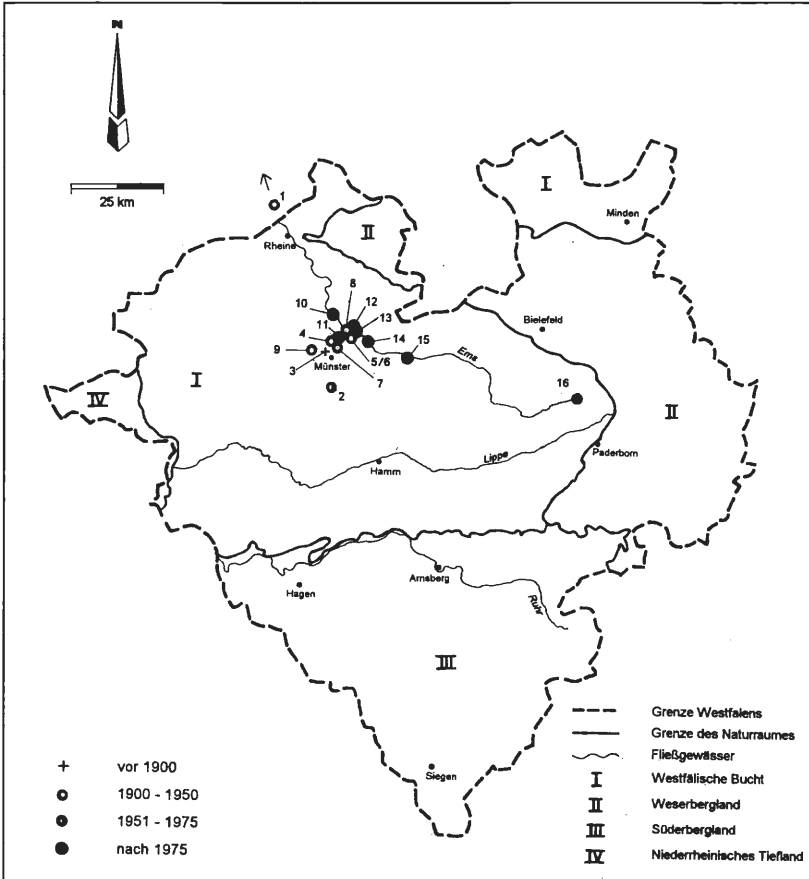 N
25 km
1
I
Minden
Rheine
II
8
12
10
13
11
Bielefeld
4
14
15
9
Ems
3
Münster
5/6
16
I
7
II
IV
2
Lippe
Paderborn
Hamm
Arnsberg
Hagen
Ruhr
III
Siegen
Grenze Westfalens
Grenze des Naturraumes
Fließgewässer
I Westfälische Bucht
II Weserbergland
III Süderbergland
IV Niederrheinisches Tiefland
+ vor 1900
1900 - 1950
1951 - 1975
nach 1975